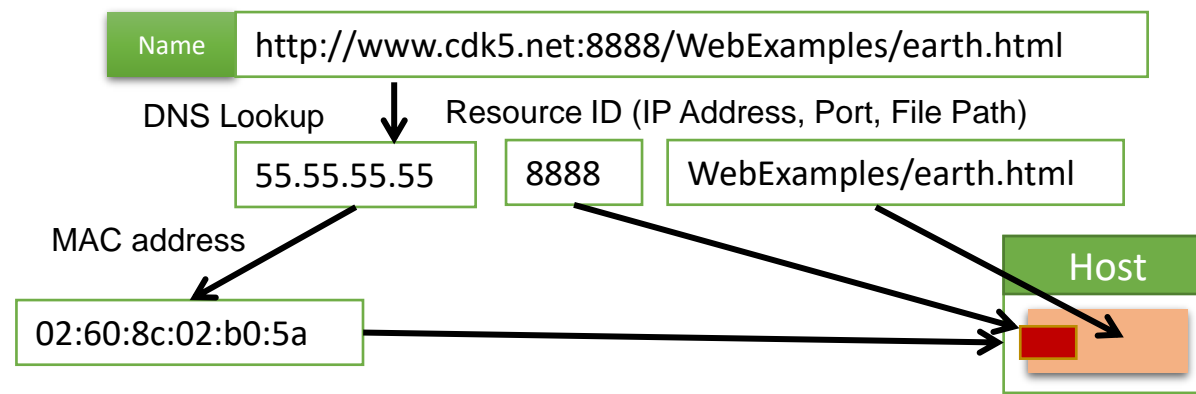 Name
http://www.cdk5.net:8888/WebExamples/earth.html
DNS Lookup
Resource ID (IP Address, Port, File Path)
55.55.55.55
8888
WebExamples/earth.html
MAC address
Host
02:60:8c:02:b0:5a